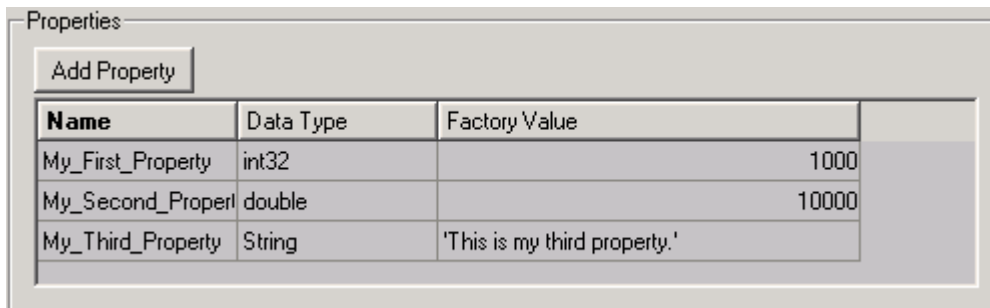 Properties
Add Property
Name Data Type Factory Value
My_First_Property int32 1000
My_Second_Propert double 10000
My_Third_Property String 'This is my third property.'